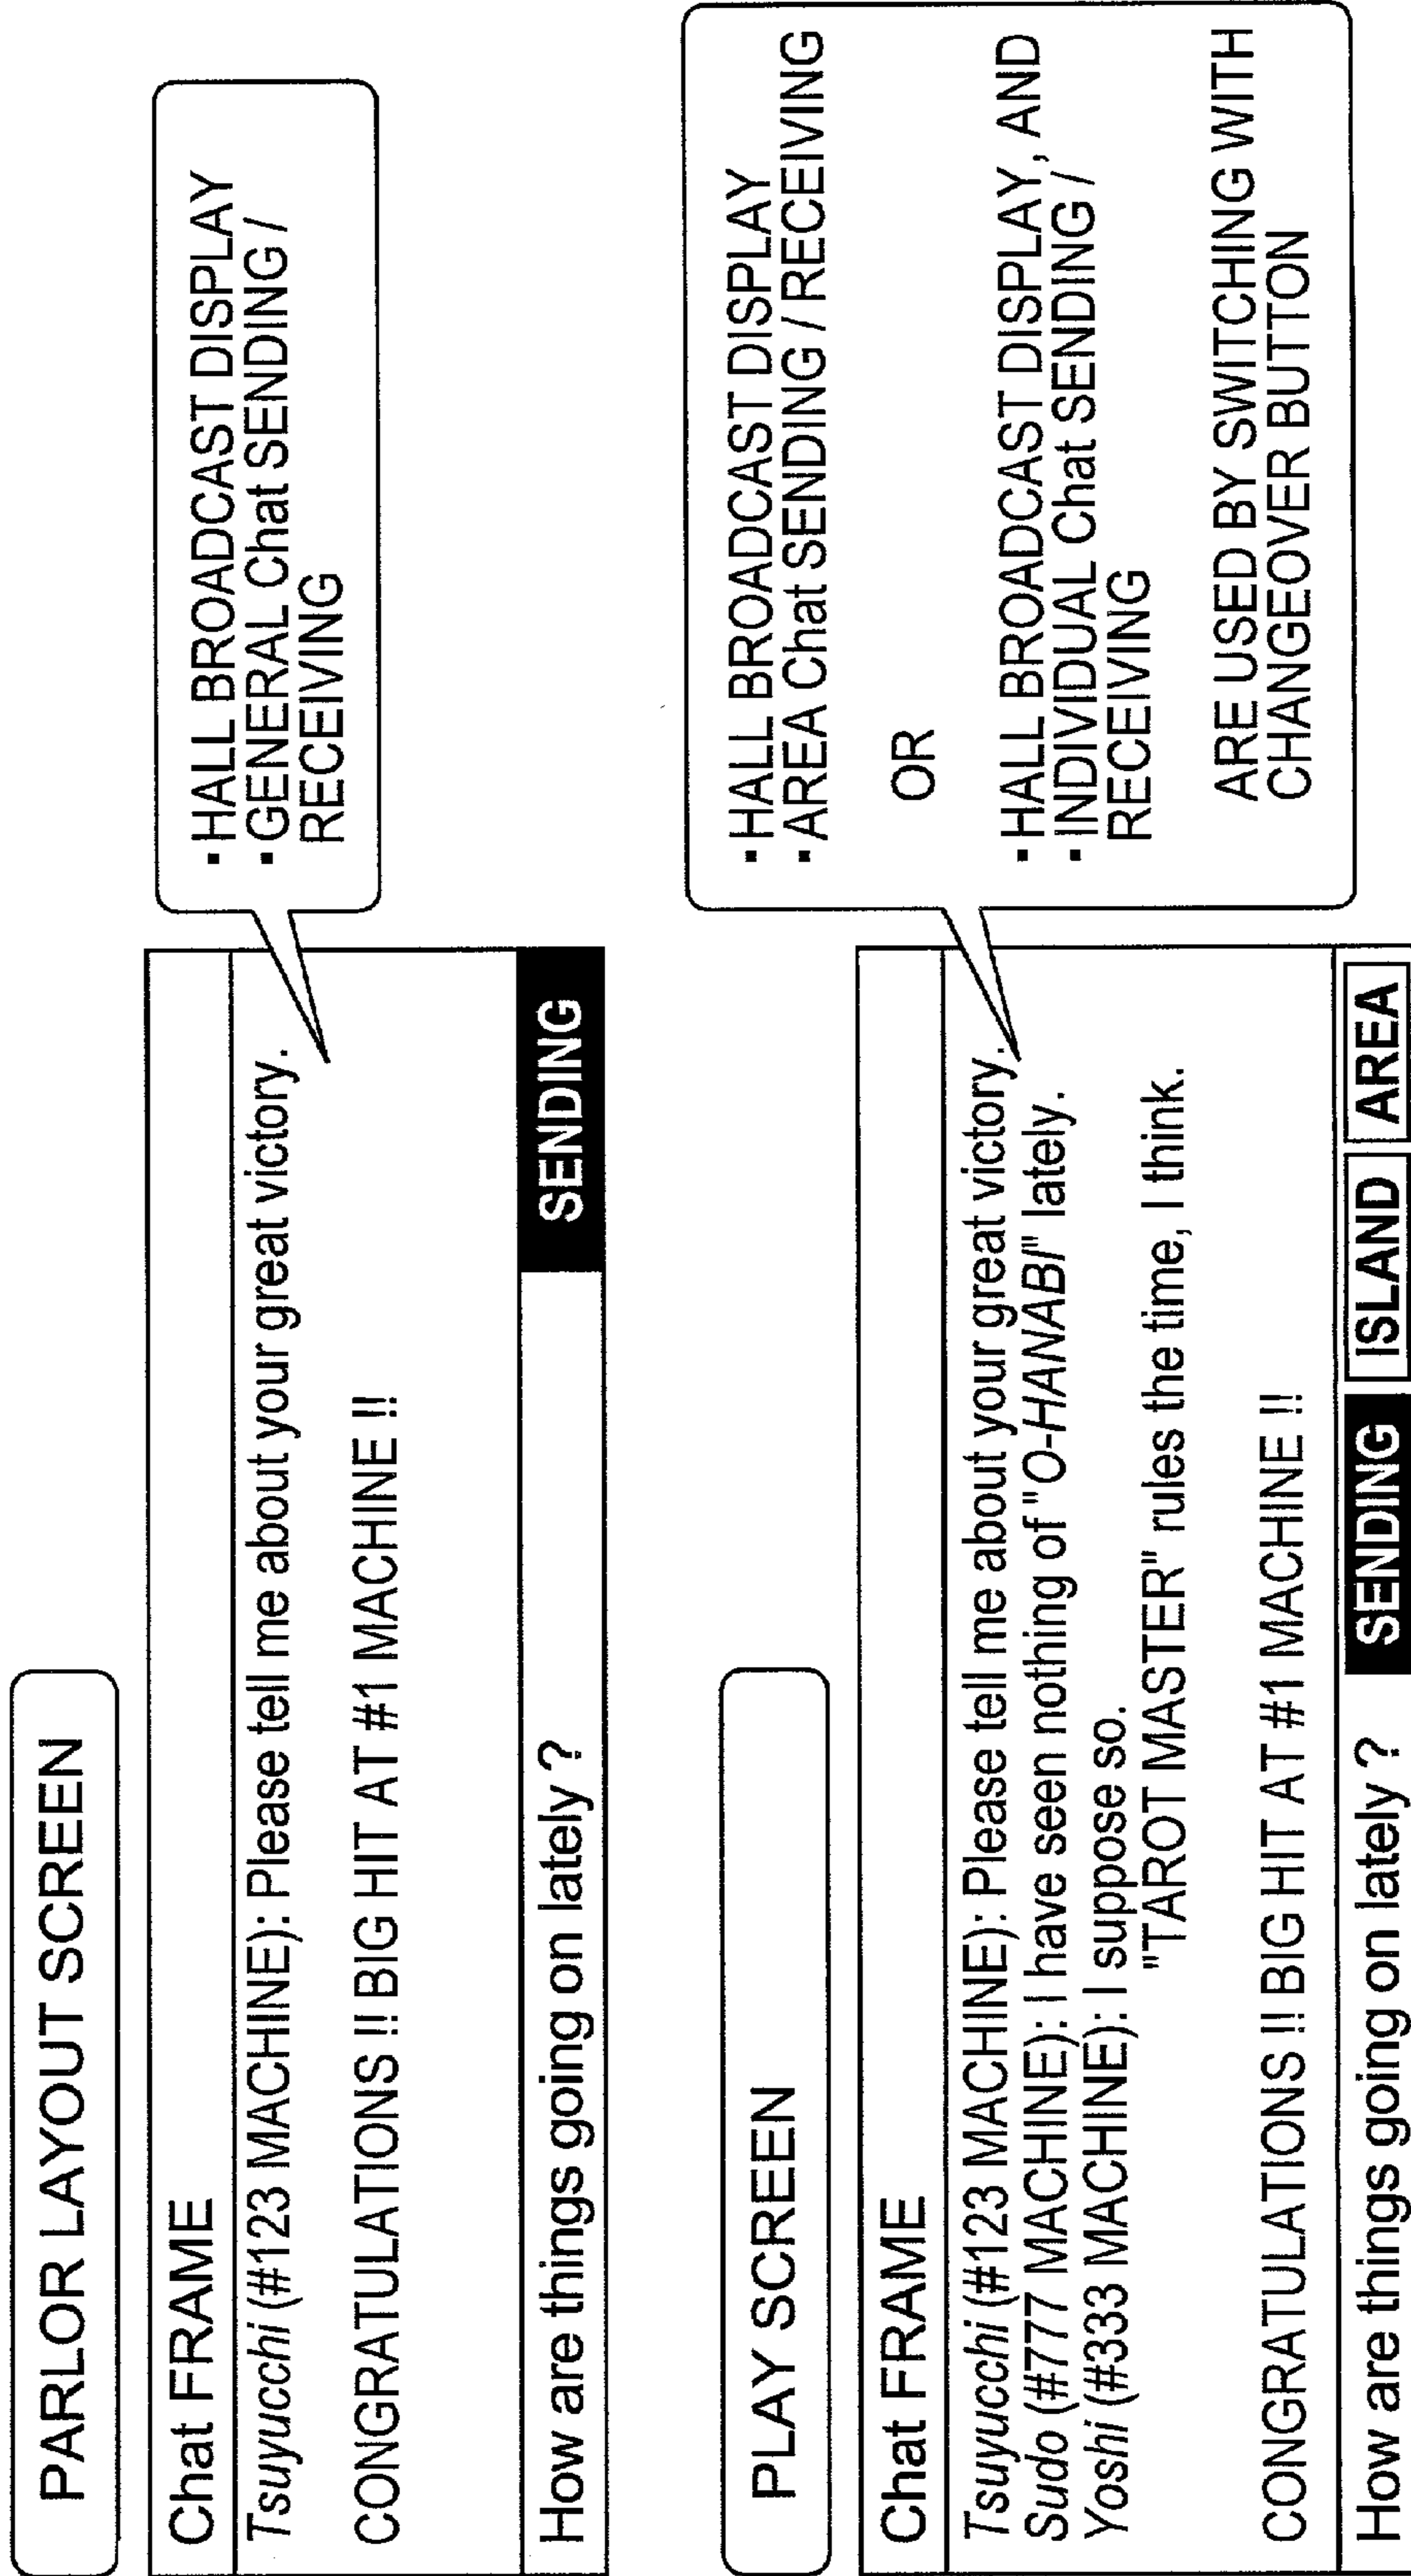 PARLOR LAYOUT SCREEN
Chat FRAME
Tsuyucchi (#123 MACHINE): Please tell me about your great victory.
CONGRATULATIONS !! BIG HIT AT #1 MACHINE !!
How are things going on lately ?
SENDING
・HALL BROADCAST DISPLAY
・GENERAL Chat SENDING /
RECEIVING
PLAY SCREEN
Chat FRAME
Tsuyucchi (#123 MACHINE): Please tell me about your great victory.
Sudo (#777 MACHINE): I have seen nothing of "O-HANABI" lately.
Yoshi (#333 MACHINE): I suppose so.
"TAROT MASTER" rules the time, I think.
CONGRATULATIONS !! BIG HIT AT #1 MACHINE !!
How are things going on lately ?
SENDING
ISLAND
AREA
・HALL BROADCAST DISPLAY
・AREA Chat SENDING / RECEIVING
OR
・HALL BROADCAST DISPLAY, AND
・INDIVIDUAL Chat SENDING /
RECEIVING
ARE USED BY SWITCHING WITH
CHANGEOVER BUTTON